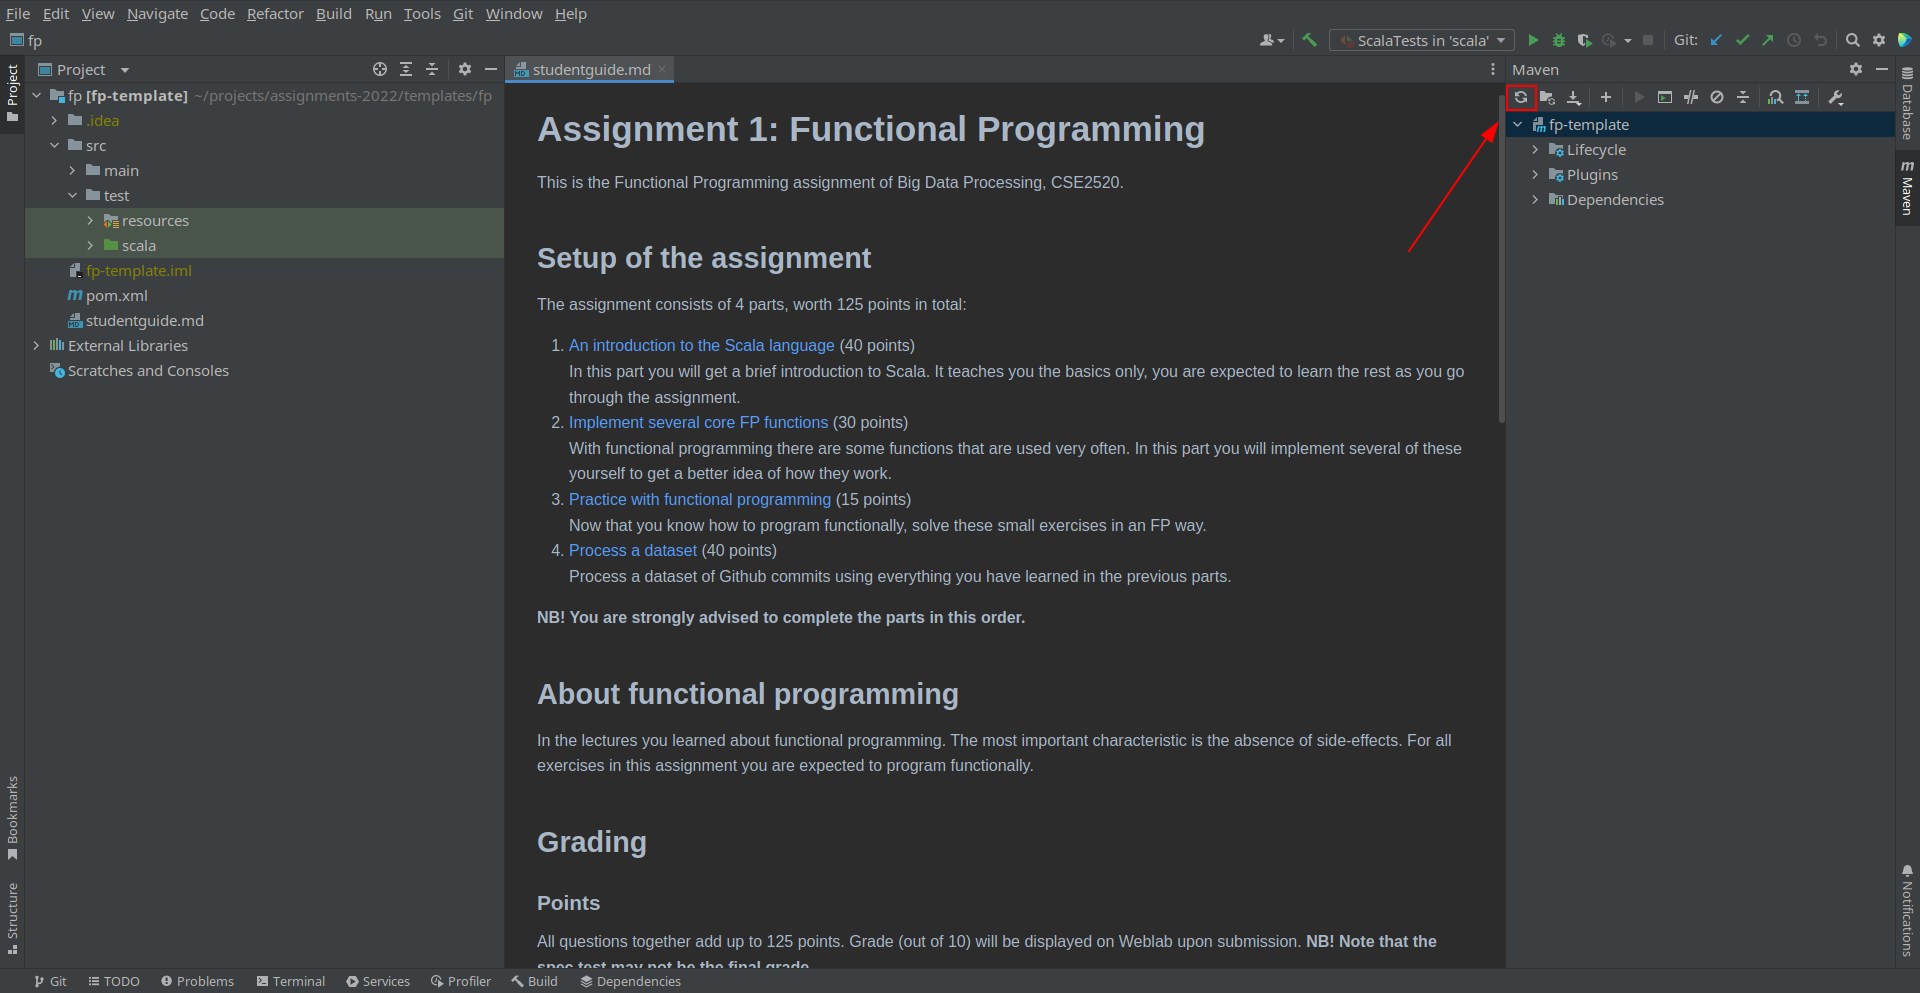 File Edit View Navigate Code Refactor Build Run Tools Git Window Help
fp
ScalaTests in 'scala'
Git:
Project
studentguide.md
Maven
Project
fp [fp-template] ~/projects/assignments-2022/templates/fp
.idea
src
main
test
resources
scala
fp-template.iml
pom.xml
studentguide.md
External Libraries
Scratches and Consoles
Bookmarks
Structure
Assignment 1: Functional Programming
This is the Functional Programming assignment of Big Data Processing, CSE2520.
Setup of the assignment
The assignment consists of 4 parts, worth 125 points in total:
1. An introduction to the Scala language (40 points)
In this part you will get a brief introduction to Scala. It teaches you the basics only, you are expected to learn the rest as you go
through the assignment.
2. Implement several core FP functions (30 points)
With functional programming there are some functions that are used very often. In this part you will implement several of these
yourself to get a better idea of how they work.
3. Practice with functional programming (15 points)
Now that you know how to program functionally, solve these small exercises in an FP way.
4. Process a dataset (40 points)
Process a dataset of Github commits using everything you have learned in the previous parts.
NB! You are strongly advised to complete the parts in this order.
About functional programming
In the lectures you learned about functional programming. The most important characteristic is the absence of side-effects. For all
exercises in this assignment you are expected to program functionally.
Grading
Points
All questions together add up to 125 points. Grade (out of 10) will be displayed on Weblab upon submission. NB! Note that the
spec test may not be the final grade.
fp-template
Lifecycle
Plugins
Dependencies
Database
Maven
Notifications
Git TODO Problems Terminal Services Profiler Build Dependencies